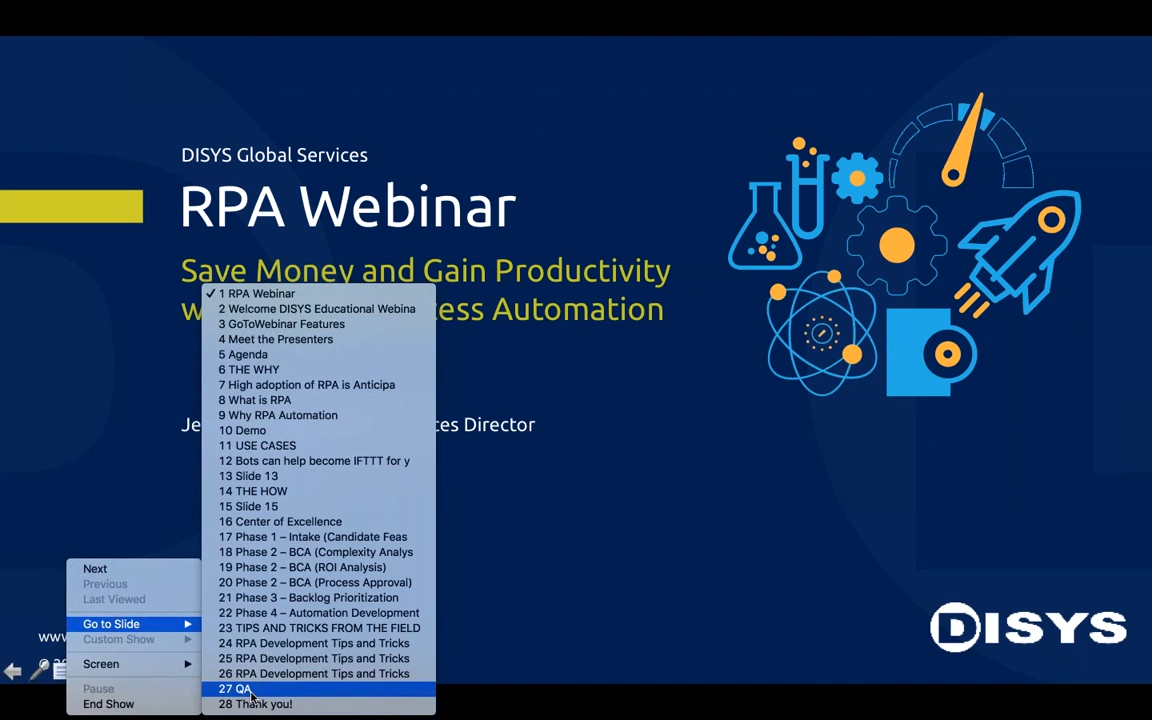 DISYS Global Services
RPA Webinar
Save Money and Gain Productivity
ess Automation
Je
ces Director
✓ 1 RPA Webinar
2 Welcome DISYS Educational Webina
3 GoToWebinar Features
4 Meet the Presenters
5 Agenda
6 THE WHY
7 High adoption of RPA is Anticipa
8 What is RPA
9 Why RPA Automation
10 Demo
11 USE CASES
12 Bots can help become IFTTT for y
13 Slide 13
14 THE HOW
15 Slide 15
16 Center of Excellence
17 Phase 1 – Intake (Candidate Feas
18 Phase 2 – BCA (Complexity Analys
19 Phase 2 – BCA (ROI Analysis)
20 Phase 2 – BCA (Process Approval)
21 Phase 3 – Backlog Prioritization
22 Phase 4 – Automation Development
23 TIPS AND TRICKS FROM THE FIELD
24 RPA Development Tips and Tricks
25 RPA Development Tips and Tricks
26 RPA Development Tips and Tricks
27 QA
28 Thank you!
Next
Previous
Last Viewed
Go to Slide
Custom Show
Screen
Pause
End Show
www
DISYS